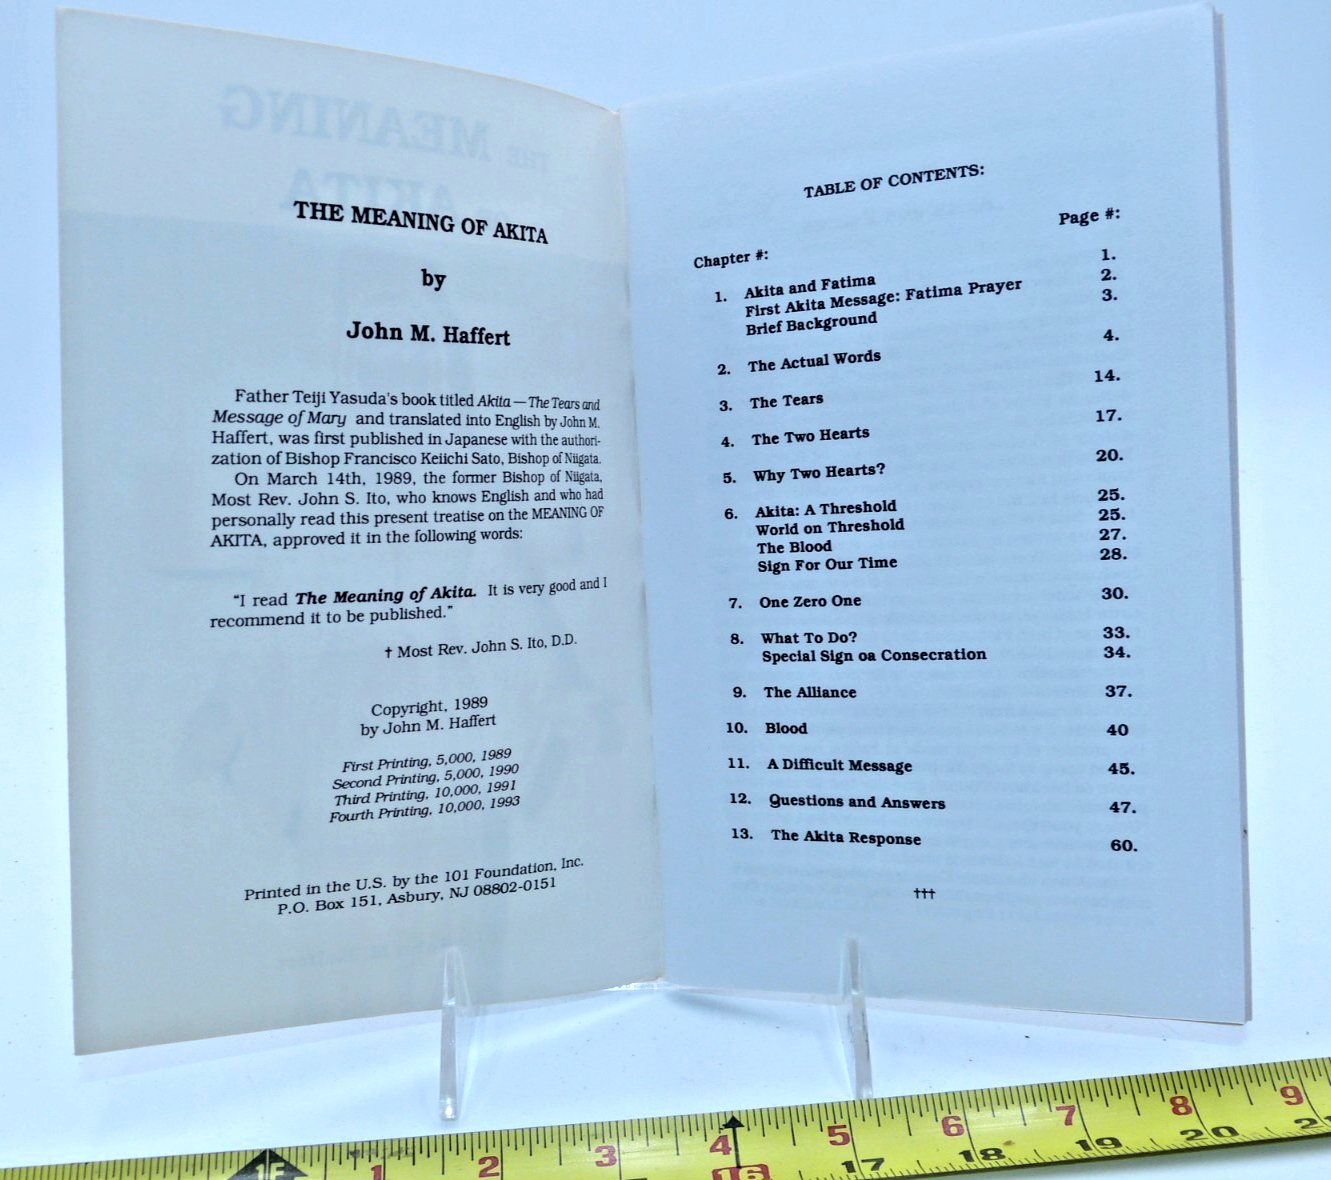 THE MEANING
AKITA
THE MEANING OF AKITA
by
John M. Haffert
Father Teiji Yasuda's book titled Akita — The Tears and
Message of Mary and translated into English by John M.
Haffert, was first published in Japanese with the authori-
zation of Bishop Francisco Keiichi Sato, Bishop of Niigata.
On March 14th, 1989, the former Bishop of Niigata,
Most Rev. John S. Ito, who knows English and who had
personally read this present treatise on the MEANING OF
AKITA, approved it in the following words:
"I read The Meaning of Akita. It is very good and I
recommend it to be published."
† Most Rev. John S. Ito, D.D.
Copyright, 1989
by John M. Haffert
First Printing, 5,000, 1989
Second Printing, 5,000, 1990
Third Printing, 10,000, 1991
Fourth Printing, 10,000, 1993
Printed in the U.S. by the 101 Foundation, Inc.
P.O. Box 151, Asbury, NJ 08802-0151
TABLE OF CONTENTS:
Chapter #: Page #:
1. Akita and Fatima 1.
First Akita Message: Fatima Prayer 2.
Brief Background 3.
2. The Actual Words 4.
3. The Tears 14.
4. The Two Hearts 17.
5. Why Two Hearts? 20.
6. Akita: A Threshold 25.
World on Threshold 25.
The Blood 27.
Sign For Our Time 28.
7. One Zero One 30.
8. What To Do? 33.
Special Sign oa Consecration 34.
9. The Alliance 37.
10. Blood 40
11. A Difficult Message 45.
12. Questions and Answers 47.
13. The Akita Response 60.
†††
1F 1 2 3 4 5 6 7 8 9
16 17 18 19 20